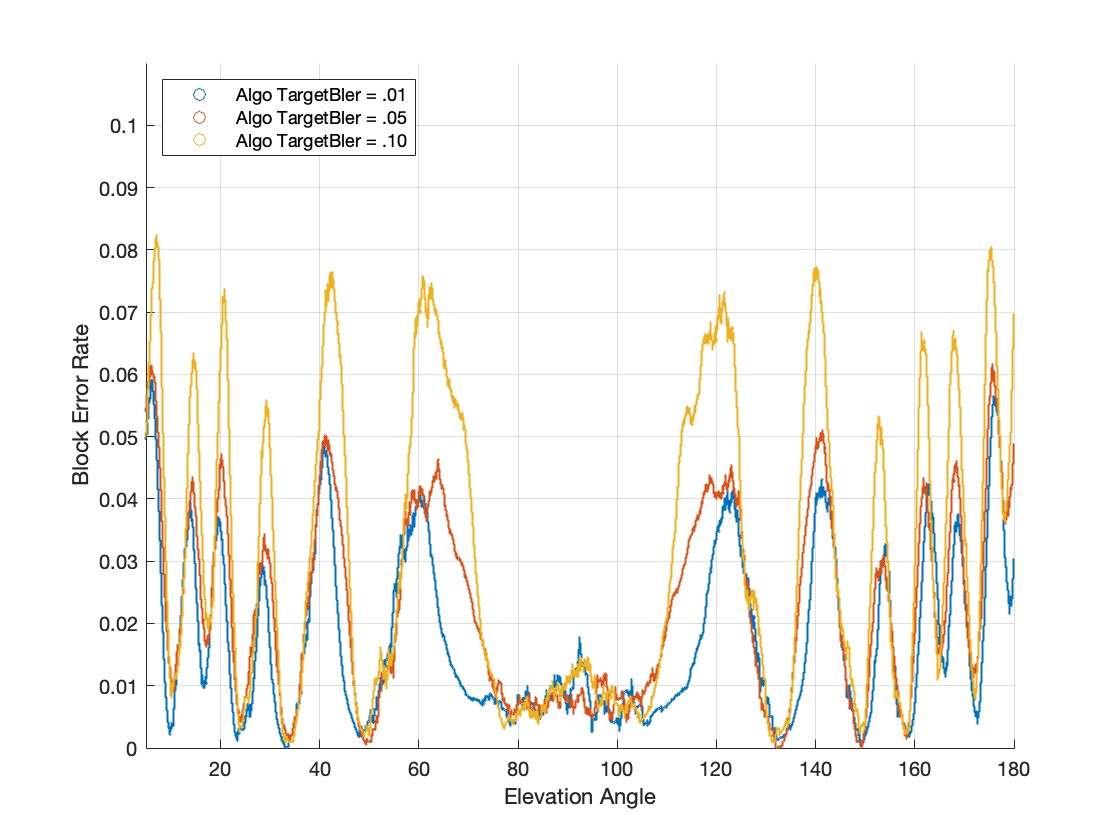 Algo TargetBler = .01
Algo TargetBler = .05
Algo TargetBler = .10
0.1
0.09
0.08
0.07
0.06
0.05
0.04
0.03
0.02
0.01
0
Block Error Rate
20 40 60 80 100 120 140 160 180
Elevation Angle